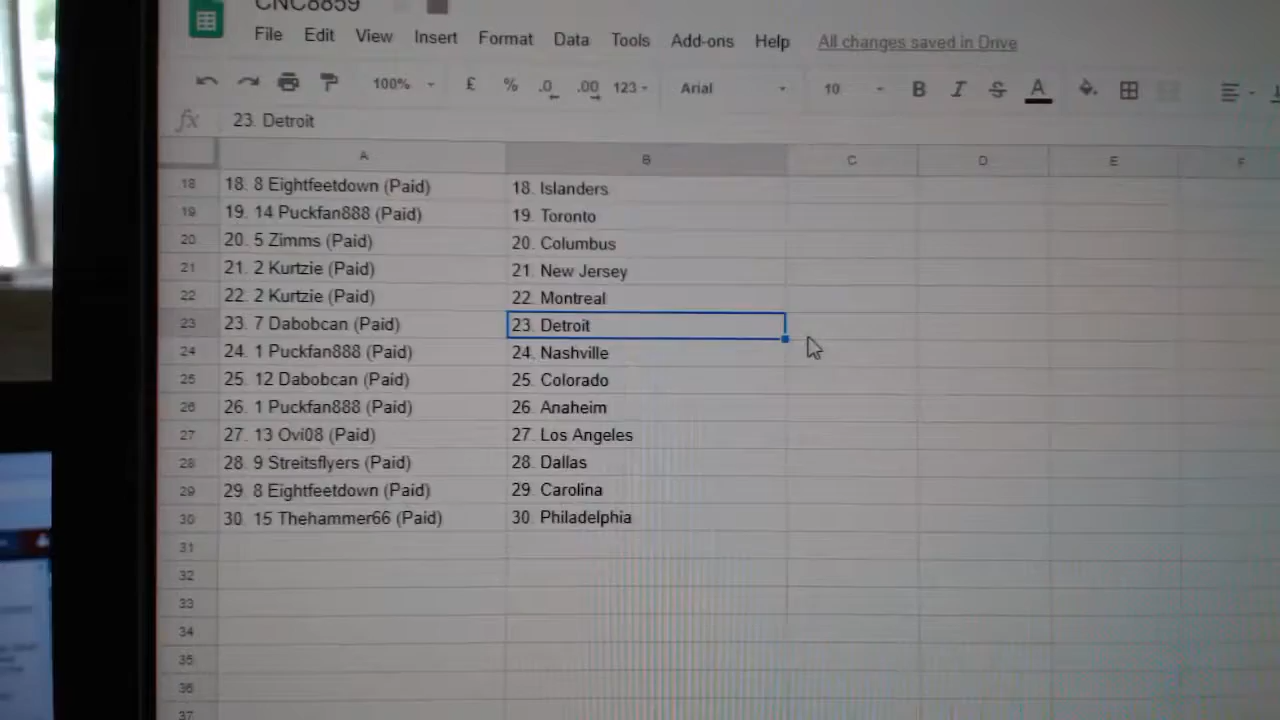 CNC8859
File Edit View Insert Format Data Tools Add-ons Help All changes saved in Drive
100% £ % .0 .00 123 Arial 10 B I S A
fx 23. Detroit
A B C D E F
18 18. 8 Eightfeetdown (Paid) 18. Islanders
19 19. 14 Puckfan888 (Paid) 19. Toronto
20 20. 5 Zimms (Paid) 20. Columbus
21 21. 2 Kurtzie (Paid) 21. New Jersey
22 22. 2 Kurtzie (Paid) 22. Montreal
23 23. 7 Dabobcan (Paid) 23. Detroit
24 24. 1 Puckfan888 (Paid) 24. Nashville
25 25. 12 Dabobcan (Paid) 25. Colorado
26 26. 1 Puckfan888 (Paid) 26. Anaheim
27 27. 13 Ovi08 (Paid) 27. Los Angeles
28 28. 9 Streitsflyers (Paid) 28. Dallas
29 29. 8 Eightfeetdown (Paid) 29. Carolina
30 30. 15 Thehammer66 (Paid) 30. Philadelphia
31
32
33
34
35
36
37